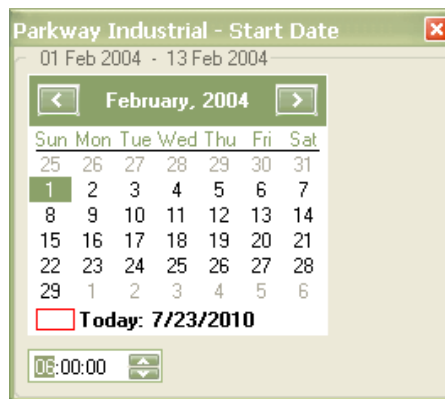 Parkway Industrial - Start Date
01 Feb 2004 - 13 Feb 2004
February, 2004
Sun Mon Tue Wed Thu Fri Sat
25 26 27 28 29 30 31
1 2 3 4 5 6 7
8 9 10 11 12 13 14
15 16 17 18 19 20 21
22 23 24 25 26 27 28
29 1 2 3 4 5 6
Today: 7/23/2010
06:00:00